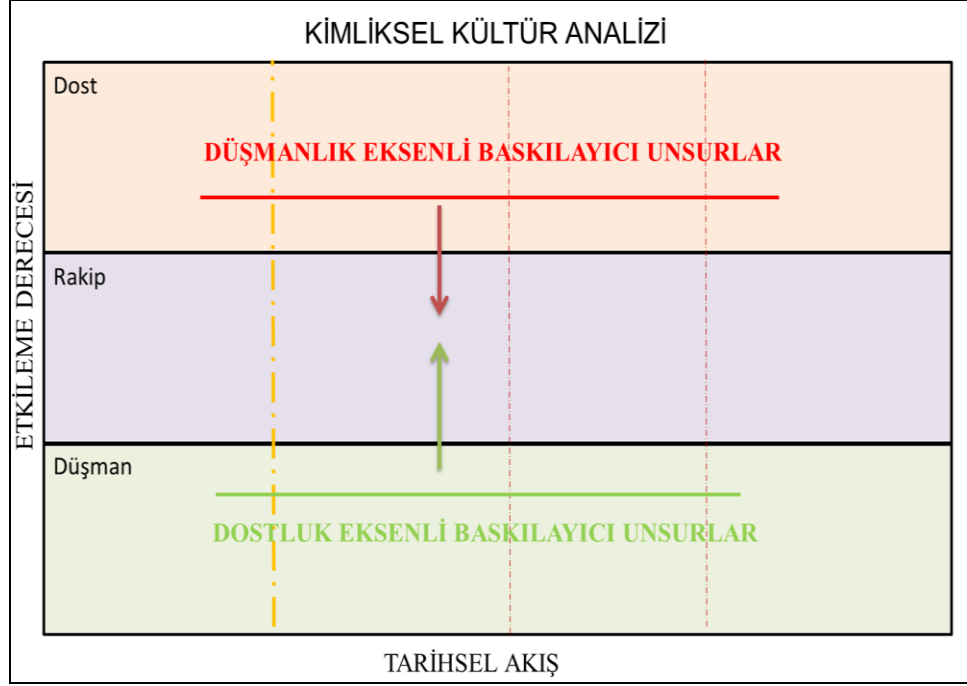 KİMLİKSEL KÜLTÜR ANALİZİ
Dost
DÜŞMANLIK EKSENLİ BASKILAYICI UNSURLAR
ETKİLEME DERECESİ
Rakip
Düşman
DOSTLUK EKSENLİ BASKILAYICI UNSURLAR
TARİHSEL AKIŞ